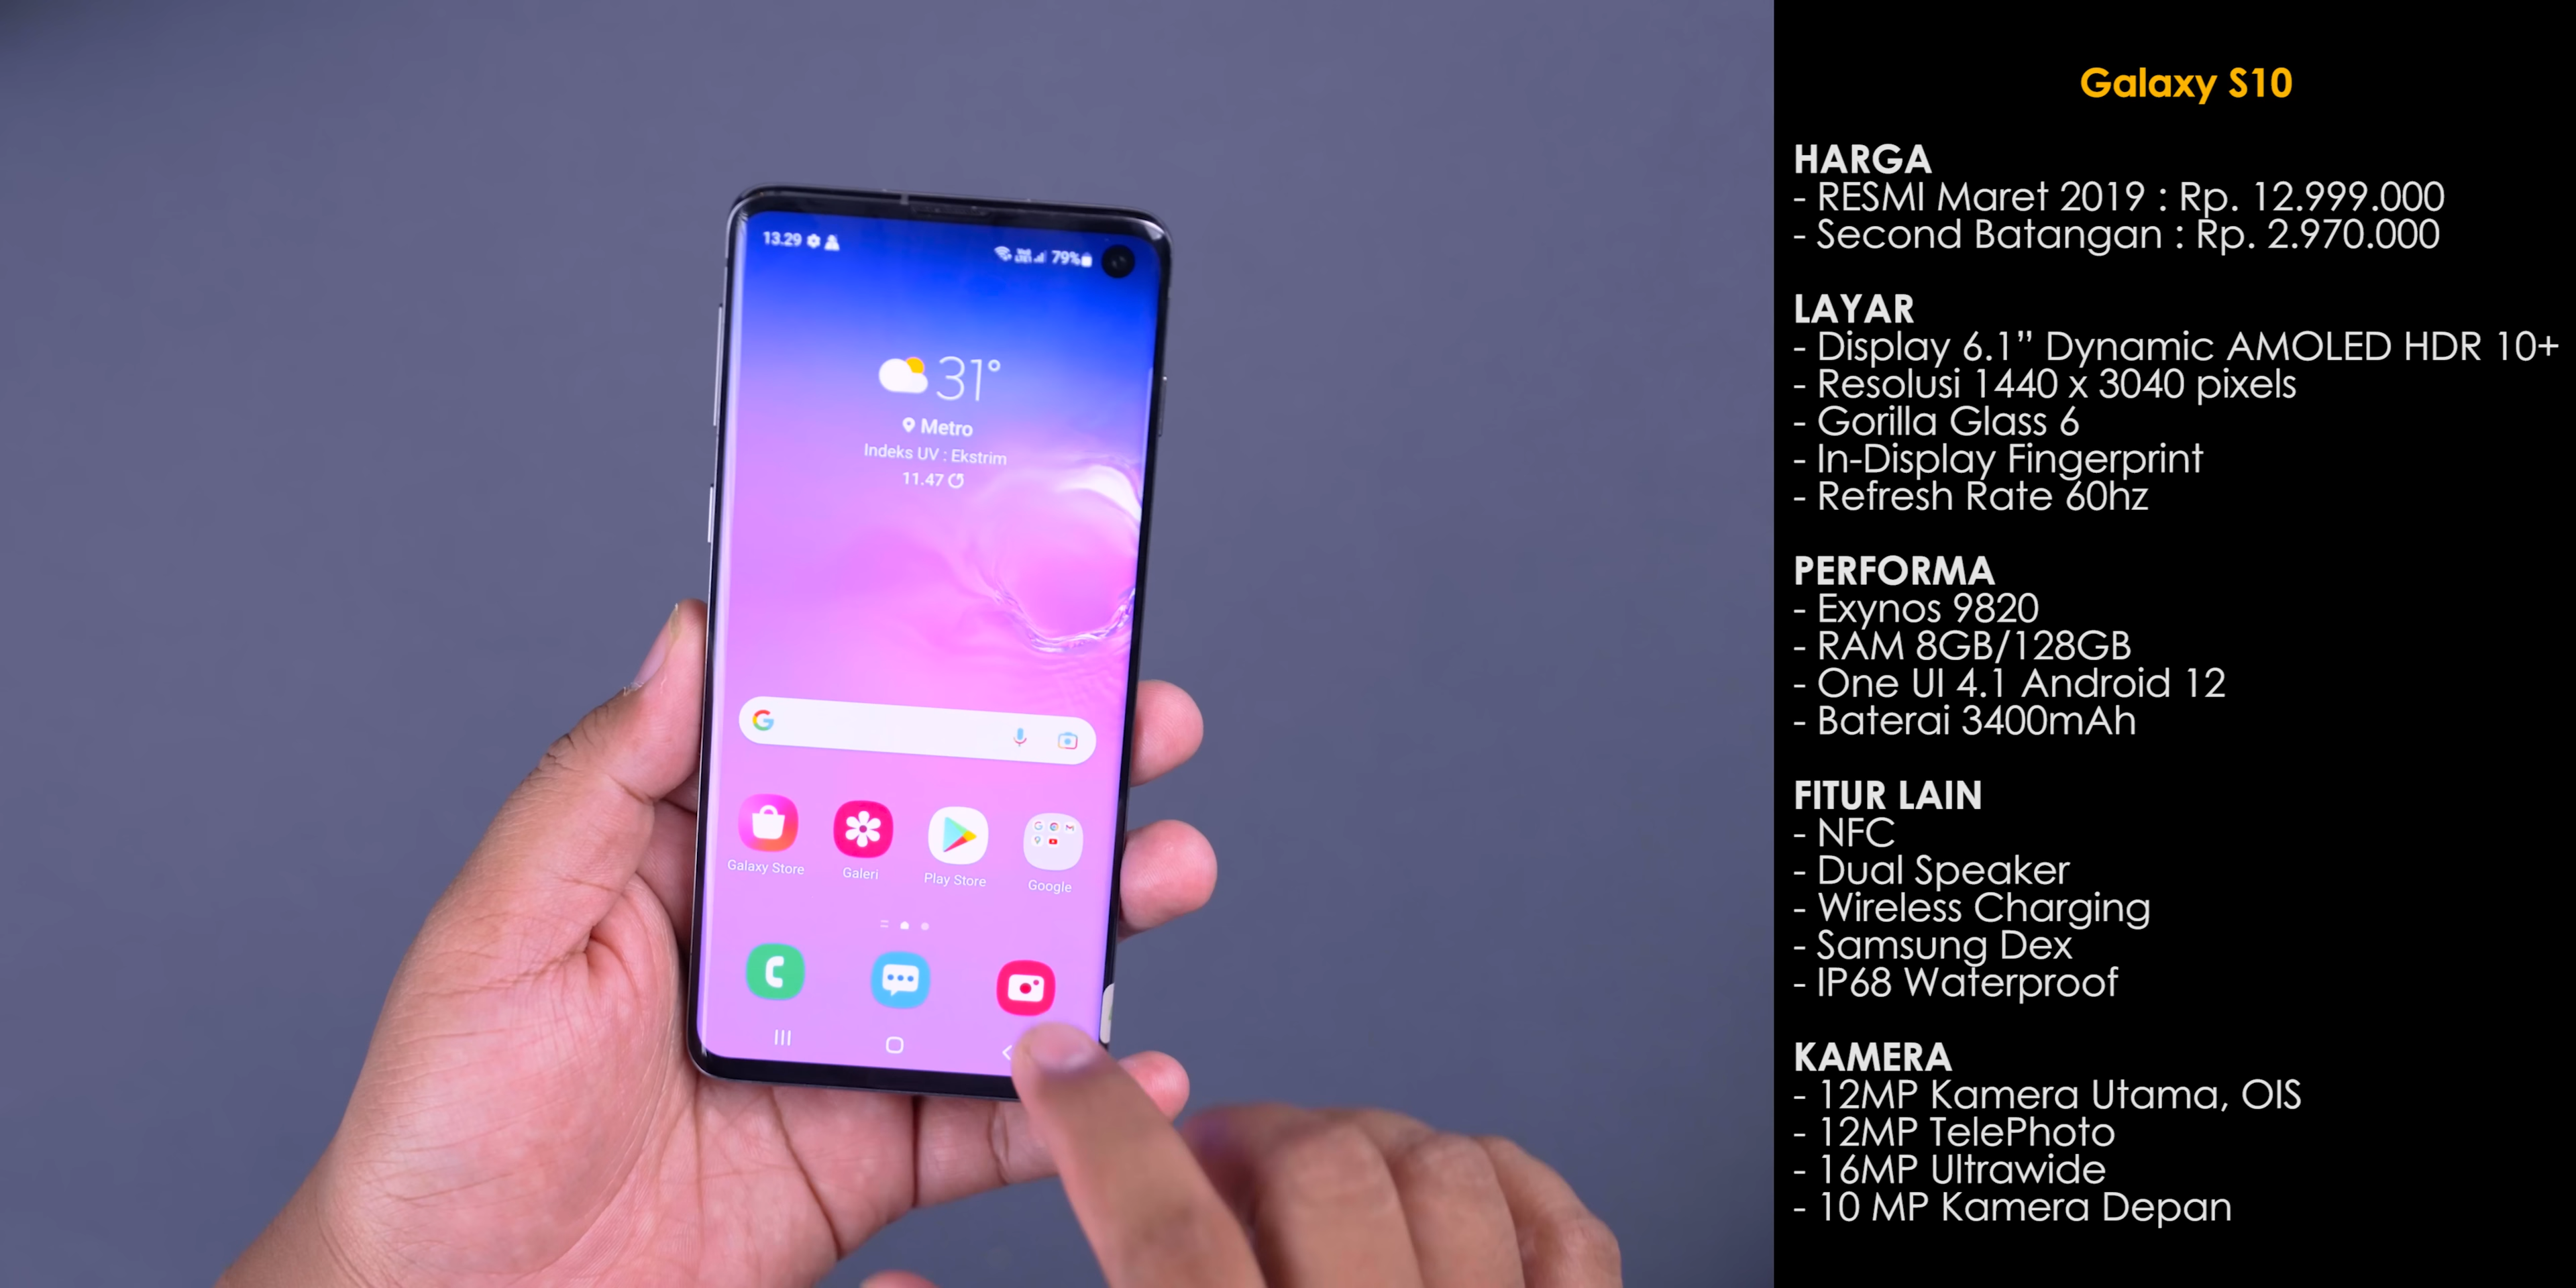 13.29
79%
31°
Metro
Indeks UV : Ekstrim
11.47
G
Galaxy Store
Galeri
Play Store
Google
Galaxy S10
HARGA
- RESMI Maret 2019 : Rp. 12.999.000
- Second Batangan : Rp. 2.970.000
LAYAR
- Display 6.1” Dynamic AMOLED HDR 10+
- Resolusi 1440 x 3040 pixels
- Gorilla Glass 6
- In-Display Fingerprint
- Refresh Rate 60hz
PERFORMA
- Exynos 9820
- RAM 8GB/128GB
- One UI 4.1 Android 12
- Baterai 3400mAh
FITUR LAIN
- NFC
- Dual Speaker
- Wireless Charging
- Samsung Dex
- IP68 Waterproof
KAMERA
- 12MP Kamera Utama, OIS
- 12MP TelePhoto
- 16MP Ultrawide
- 10 MP Kamera Depan